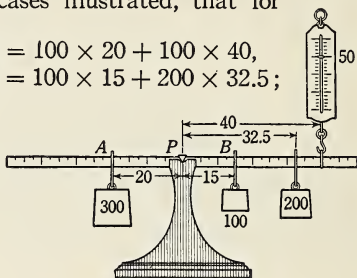 cases illustrated, that for
= 100 × 20 + 100 × 40,
= 100 × 15 + 200 × 32.5;
50
40
32.5
A P B
20 15
300
100
200